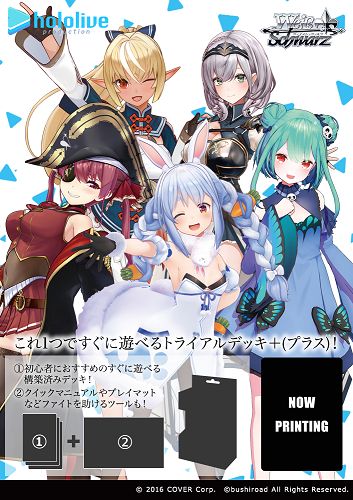 hololive
production
Weiß
Schwarz
これ1つですぐに遊べるトライアルデッキ+(プラス)!
①初心者におすすめのすぐに遊べる
構築済みデッキ!
②クイックマニュアルやプレイマット
などファイトを助けるツールも!
① + ②
NOW
PRINTING
© 2016 COVER Corp. ©bushiroad All Rights Reserved.